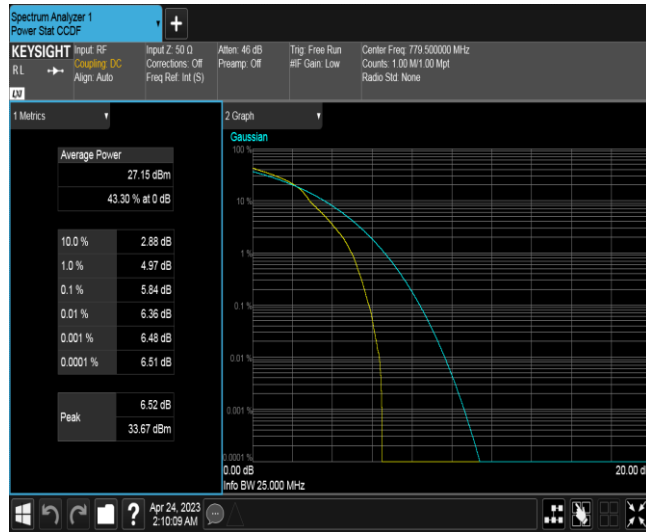 Spectrum Analyzer 1
Power Stat CCDF
KEYSIGHT
RL
LXI
Input: RF
Coupling: DC
Align: Auto
Input Z: 50 Ω
Corrections: Off
Freq Ref: Int (S)
Atten: 46 dB
Preamp: Off
Trig: Free Run
#IF Gain: Low
Center Freq: 779.500000 MHz
Counts: 1.00 M/1.00 Mpt
Radio Std: None
1 Metrics
Average Power
27.15 dBm
43.30 % at 0 dB
10.0 % 2.88 dB
1.0 % 4.97 dB
0.1 % 5.84 dB
0.01 % 6.36 dB
0.001 % 6.48 dB
0.0001 % 6.51 dB
Peak
6.52 dB
33.67 dBm
2 Graph
Gaussian
100 %
10 %
1 %
0.1 %
0.01 %
0.001 %
0.0001 %
0.00 dB
20.00 d
Info BW 25.000 MHz
?
Apr 24, 2023
2:10:09 AM